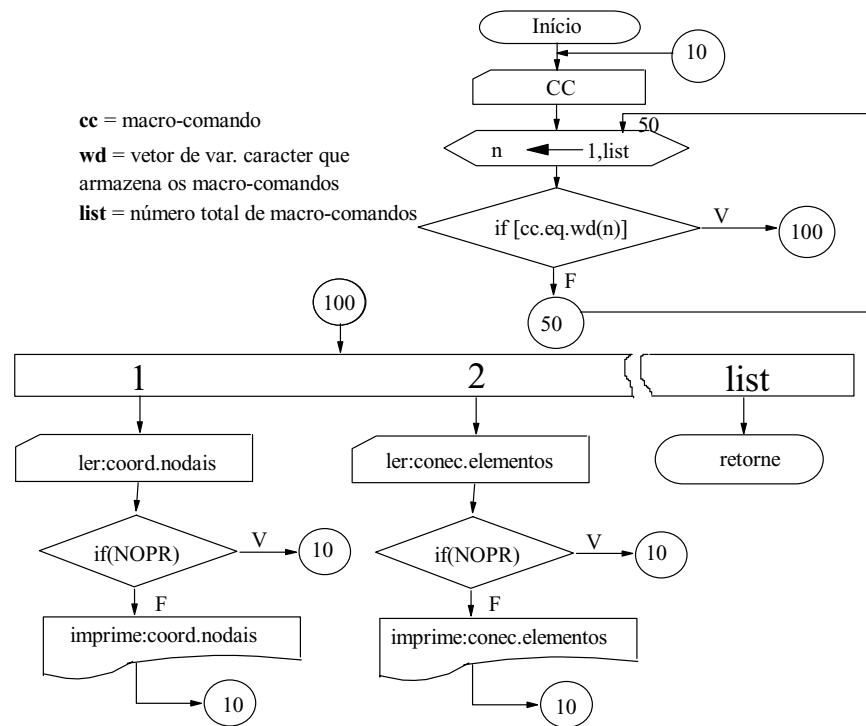 Início
10
CC
50
cc = macro-comando
n 1,list
wd = vetor de var. caracter que
armazena os macro-comandos
list = número total de macro-comandos
if [cc.eq.wd(n)]
V
100
F
100
50
1 2 list
ler:coord.nodais
ler:conec.elementos
retorne
if(NOPR)
V
10
if(NOPR)
V
10
F
F
imprime:coord.nodais
imprime:conec.elementos
10
10